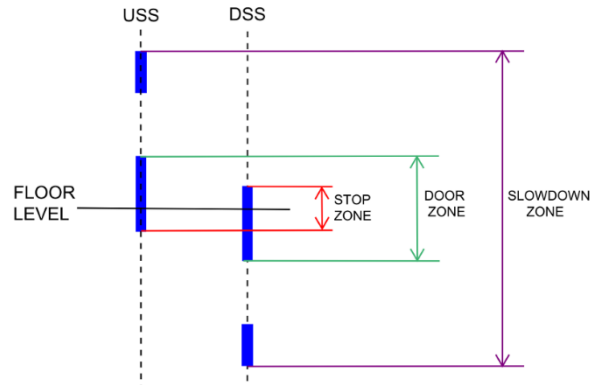 USS
DSS
FLOOR
LEVEL
STOP
ZONE
DOOR
ZONE
SLOWDOWN
ZONE